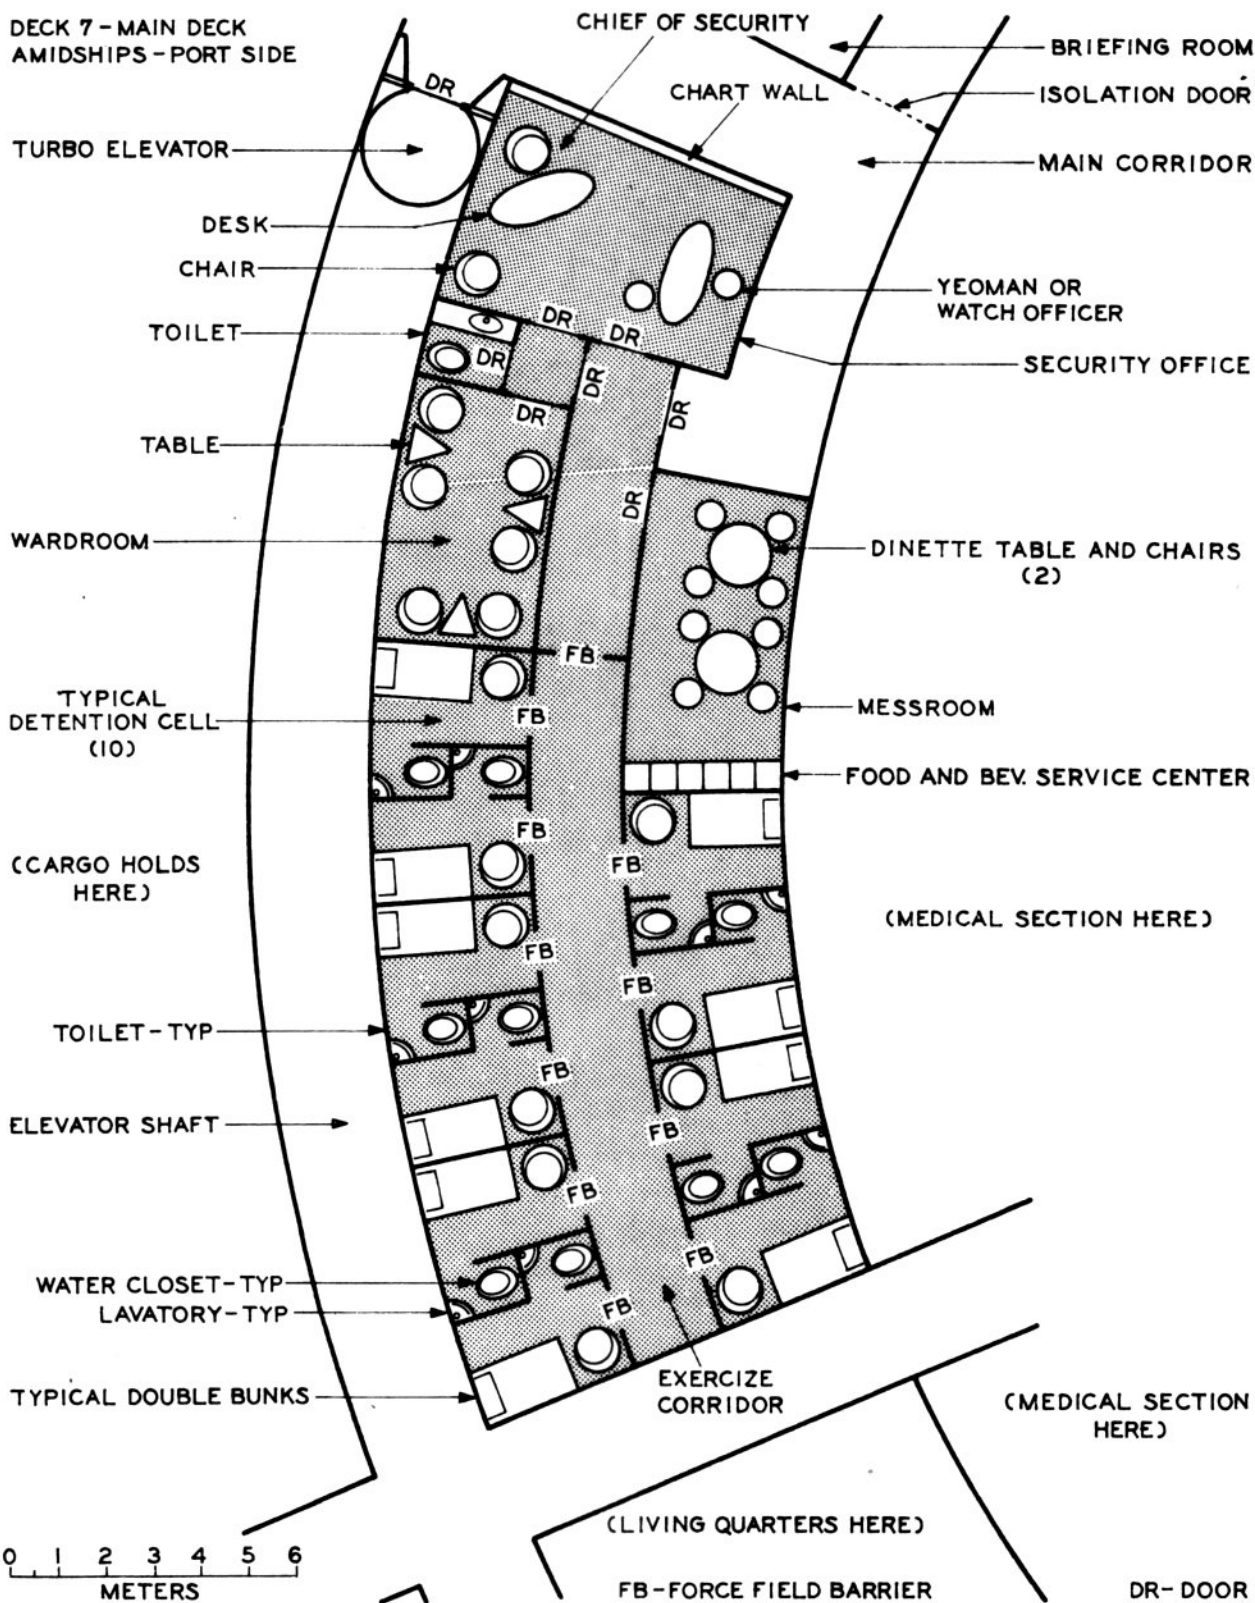 DECK 7-MAIN DECK
AMIDSHIPS-PORT SIDE
CHIEF OF SECURITY
BRIEFING ROOM
ISOLATION DOOR
CHART WALL
DR
TURBO ELEVATOR
MAIN CORRIDOR
DESK
CHAIR
YEOMAN OR
WATCH OFFICER
TOILET
DR
DR
DR
SECURITY OFFICE
DR
DR
DR
TABLE
DR
WARDROOM
DINETTE TABLE AND CHAIRS
(2)
FB
TYPICAL
DETENTION CELL
(10)
FB
MESSROOM
FOOD AND BEV. SERVICE CENTER
FB
(CARGO HOLDS
HERE)
FB
(MEDICAL SECTION HERE)
FB
FB
TOILET-TYP
FB
ELEVATOR SHAFT
FB
FB
FB
WATER CLOSET-TYP
LAVATORY-TYP
FB
EXERCIZE
CORRIDOR
TYPICAL DOUBLE BUNKS
(MEDICAL SECTION
HERE)
(LIVING QUARTERS HERE)
0 1 2 3 4 5 6
METERS
FB-FORCE FIELD BARRIER
DR-DOOR